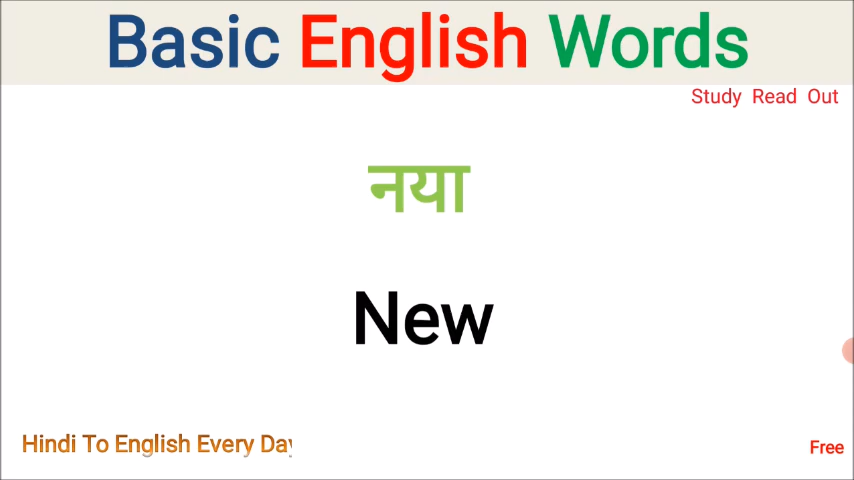 Basic English Words
Study Read Out
नया
New
Hindi To English Every Day
Free